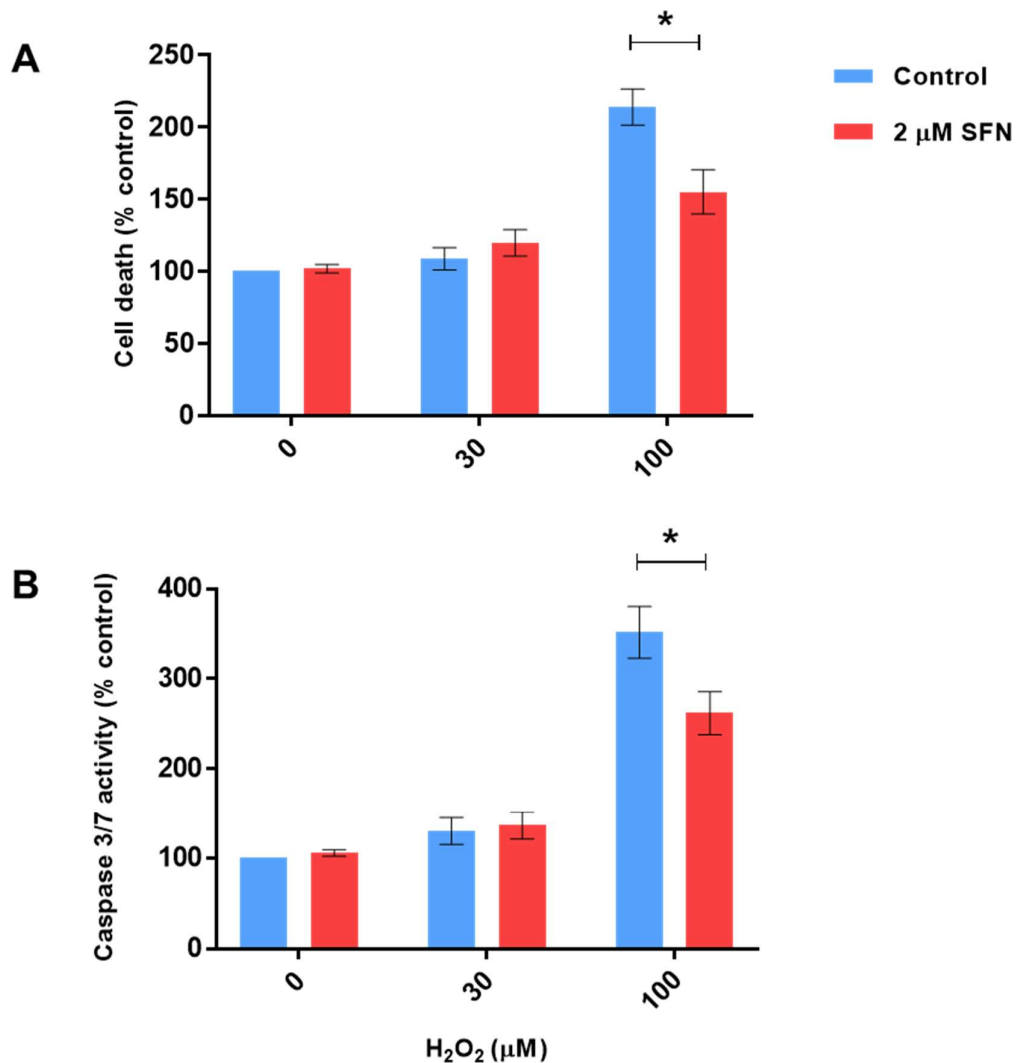 A
*
250
200
150
100
50
0
Cell death (% control)
0
30
100
Control
2 μM SFN
B
*
400
300
200
100
0
Caspase 3/7 activity (% control)
0
30
100
H₂O₂ (μM)